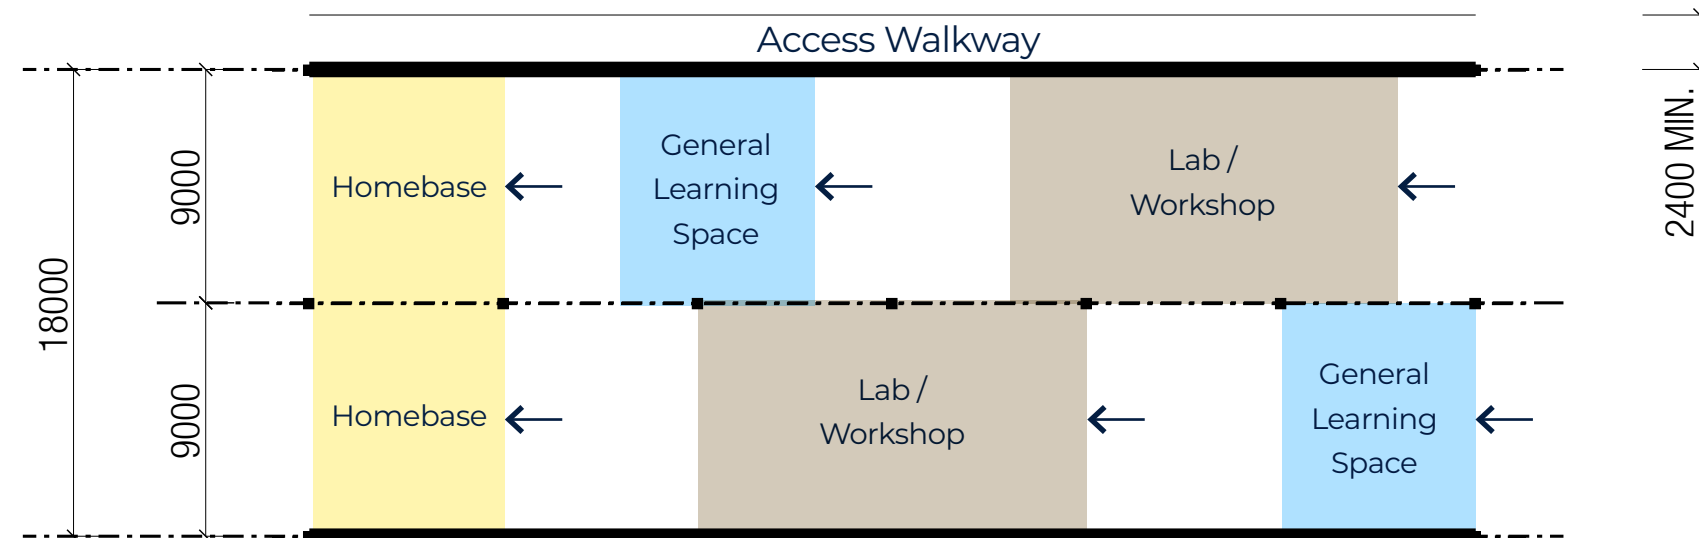 Access Walkway
2400 MIN.
18000
9000
Homebase
General
Learning
Space
Lab /
Workshop
9000
Homebase
Lab /
Workshop
General
Learning
Space